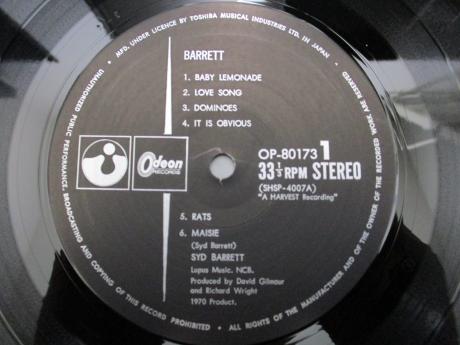 MFD. UNDER LICENCE BY TOSHIBA MUSICAL INDUSTRIES LTD. IN JAPAN •
BARRETT
1. BABY LEMONADE
2. LOVE SONG
3. DOMINOES
4. IT IS OBVIOUS
Odeon
RECORDS
OP-80173 1
33⅓RPM STEREO
(SHSP-4007A)
"A HARVEST Recording"
5. RATS
6. MAISIE
(Syd Barrett)
SYD BARRETT
Lupus Music. NCB.
Produced by David Gilmour
and Richard Wright
1970 Product.
UNAUTHORIZED PUBLIC PERFORMANCE, BROADCASTING AND COPYING OF THIS RECORD PROHIBITED • ALL RIGHTS OF THE MANUFACTURER AND OF THE OWNER OF THE RECORDED WORK ARE RESERVED